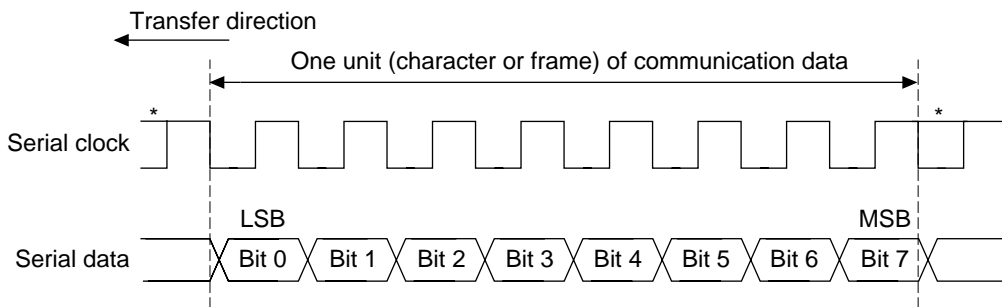 Transfer direction
One unit (character or frame) of communication data
* *
Serial clock
LSB MSB
Serial data Bit 0 Bit 1 Bit 2 Bit 3 Bit 4 Bit 5 Bit 6 Bit 7